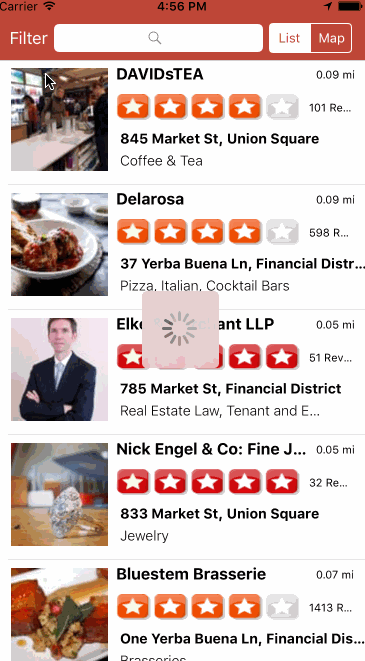 Carrier 4:56 PM
Filter List Map
DAVIDsTEA 0.09 mi
101 Re...
845 Market St, Union Square
Coffee & Tea
Delarosa 0.09 mi
598 R...
37 Yerba Buena Ln, Financial Distr...
Pizza, Italian, Cocktail Bars
LLP 0.05 mi
51 Rev...
785 Market St, Financial District
Real Estate Law, Tenant and E...
Nick Engel & Co: Fine J... 0.05 mi
32 Re...
833 Market St, Union Square
Jewelry
Bluestem Brasserie 0.07 mi
1413 R...
One Yerba Buena Ln, Financial Dis...
Brasseries